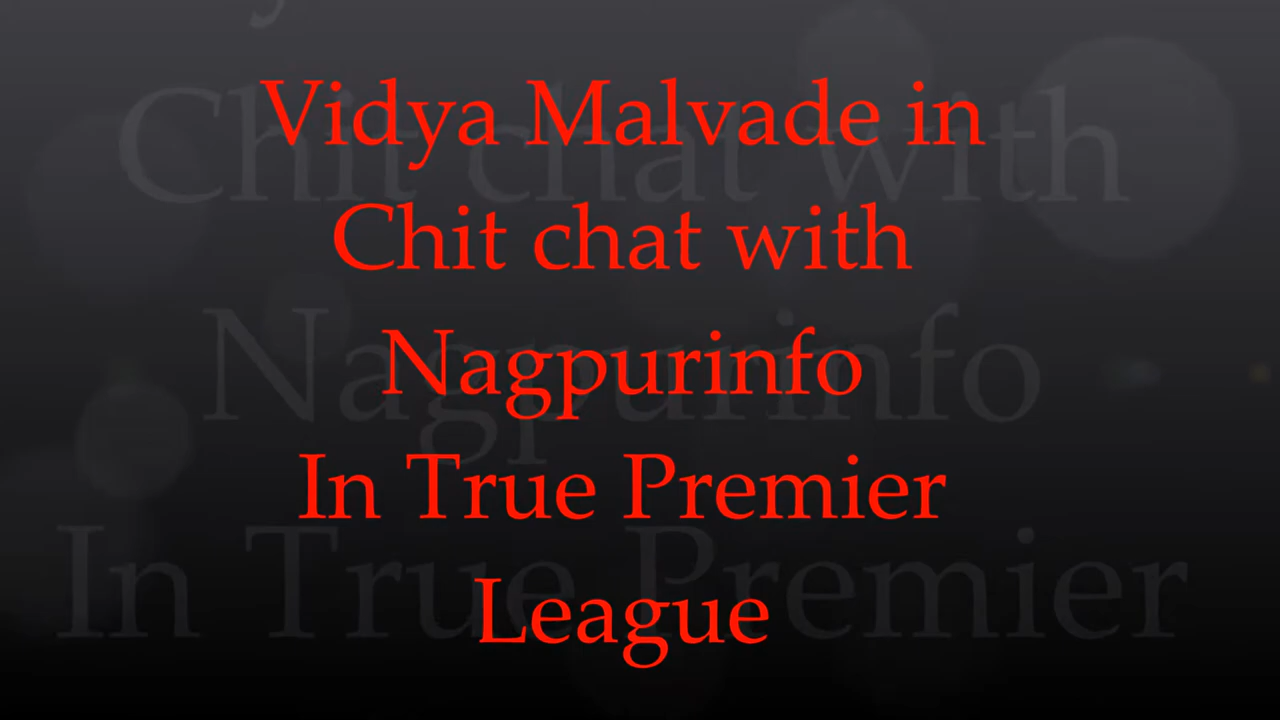 Vidya Malvade in
Chit chat with
Nagpurinfo
In True Premier
League